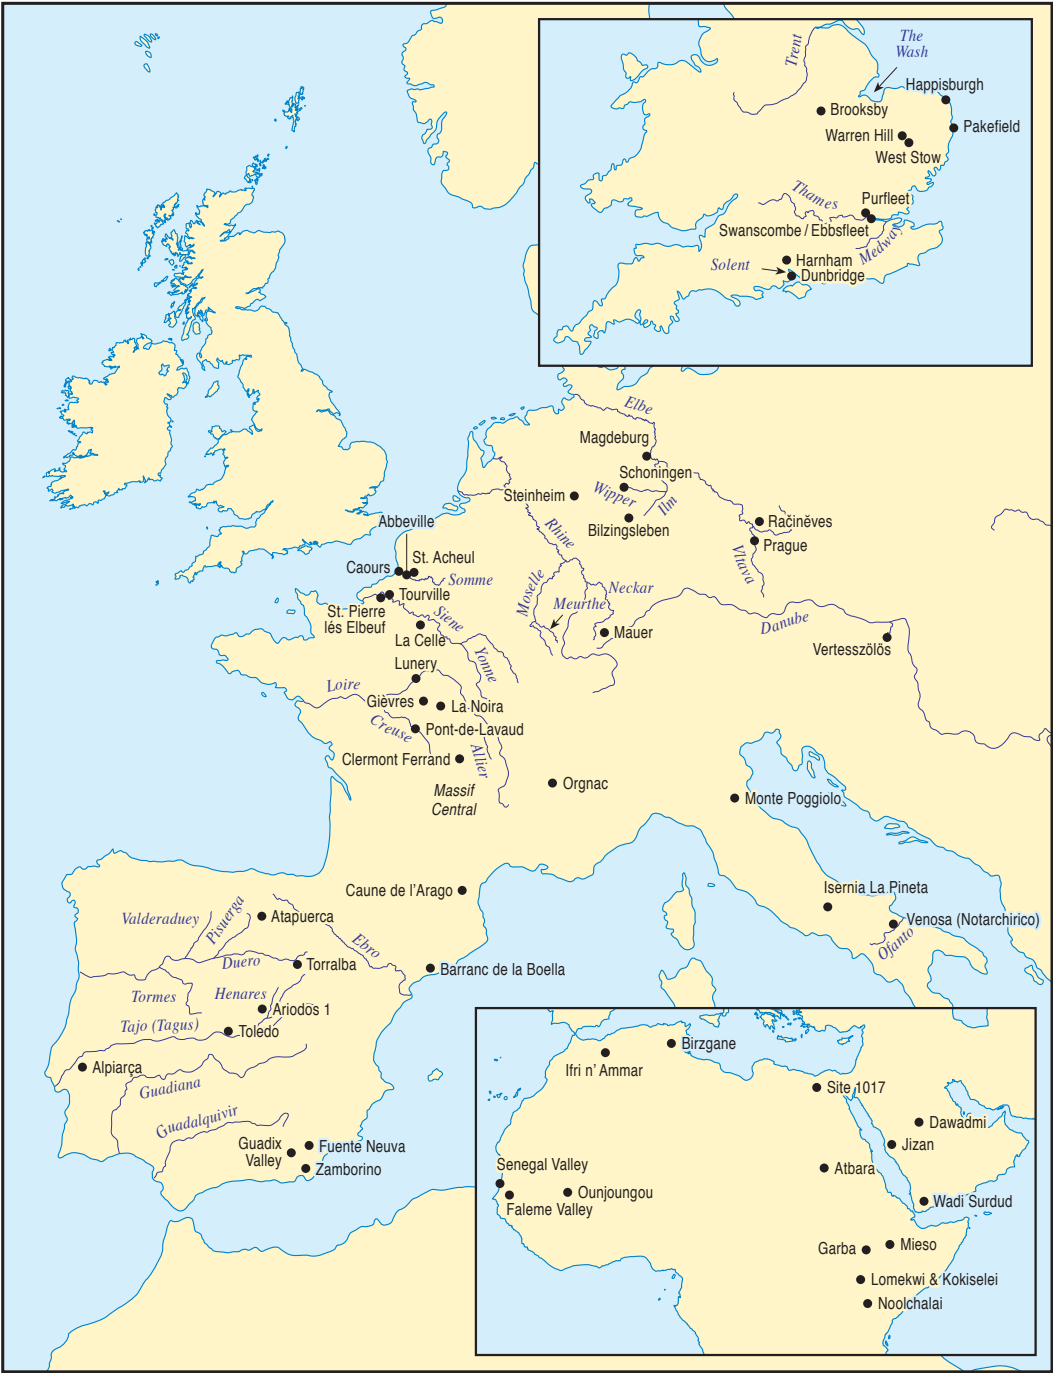 Trent
The
Wash
Happisburgh
Brooksby
Pakefield
Warren Hill
West Stow
Thames
Purfleet
Swanscombe / Ebbsfleet
Medway
Solent
Harnham
Dunbridge
Elbe
Magdeburg
Schoningen
Steinheim
Wipper
Ilm
Bilzingsleben
Račiněves
Prague
Vltava
Abbeville
Rhine
St. Acheul
Caours
Somme
Moselle
Neckar
Tourville
Meurthe
St. Pierre
lés Elbeuf
Siene
La Celle
Mauer
Danube
Vertesszölös
Lunery
Yonne
Loire
Gièvres
La Noira
Creuse
Pont-de-Lavaud
Clermont Ferrand
Allier
Massif
Central
Orgnac
Monte Poggiolo
Caune de l'Arago
Isernia La Pineta
Valderaduey
Pisuerga
Atapuerca
Venosa (Notarchirico)
Ofanto
Ebro
Duero
Torralba
Barranc de la Boella
Tormes
Henares
Ariodos 1
Tajo (Tagus)
Toledo
Alpiarça
Guadiana
Guadalquivir
Guadix
Valley
Fuente Neuva
Zamborino
Birzgane
Ifri n' Ammar
Site 1017
Dawadmi
Jizan
Senegal Valley
Atbara
Ounjoungou
Faleme Valley
Wadi Surdud
Garba
Mieso
Lomekwi & Kokiselei
Noolchalai